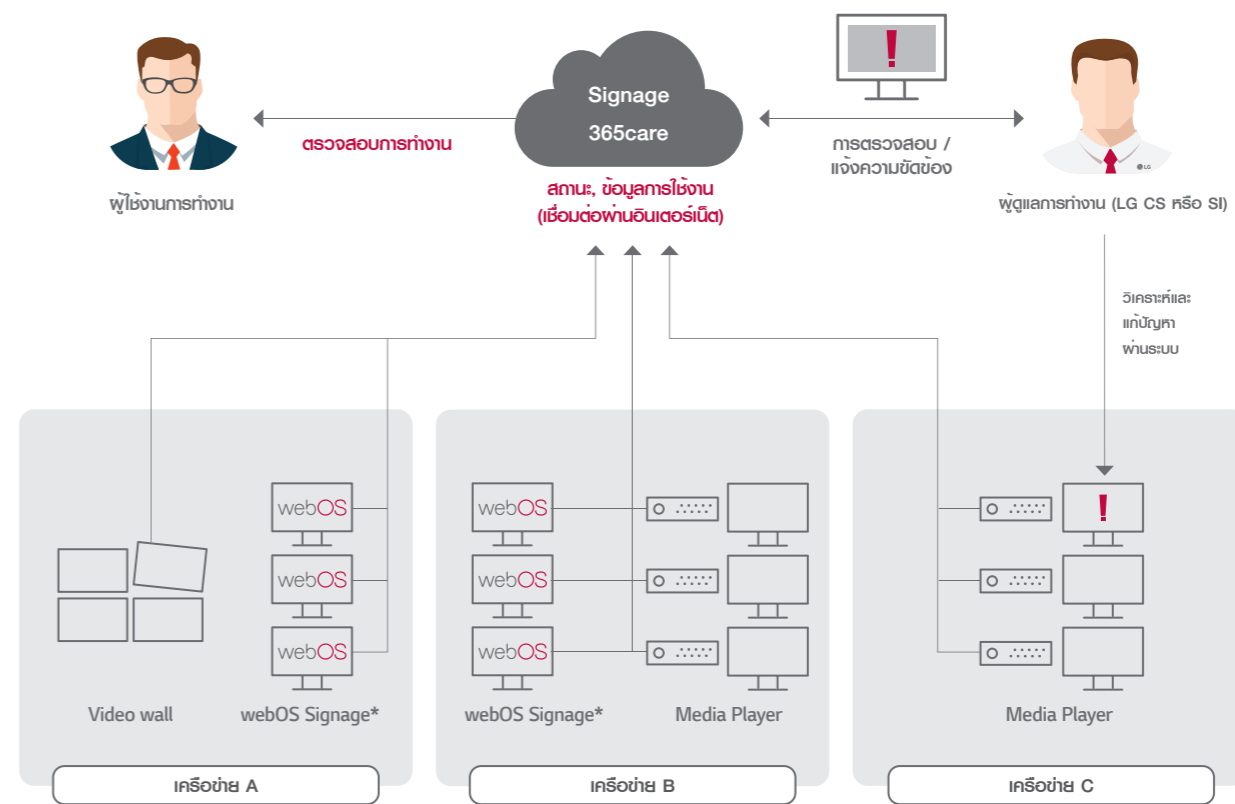 Signage
365care
ตรวจสอบการทำงาน
การตรวจสอบ /
แจ้งความขัดข้อง
LG
ผู้ใช้งานการทำงาน
สถานะ, ข้อมูลการใช้งาน
(เชื่อมต่อผ่านอินเตอร์เน็ต)
ผู้ดูแลการทำงาน (LG CS หรือ SI)
วิเคราะห์และ
แก้ปัญหา
ผ่านระบบ
webOS
webOS
webOS
Video wall
webOS Signage*
เครือข่าย A
webOS
webOS
webOS
webOS Signage*
Media Player
เครือข่าย B
!
!
Media Player
เครือข่าย C